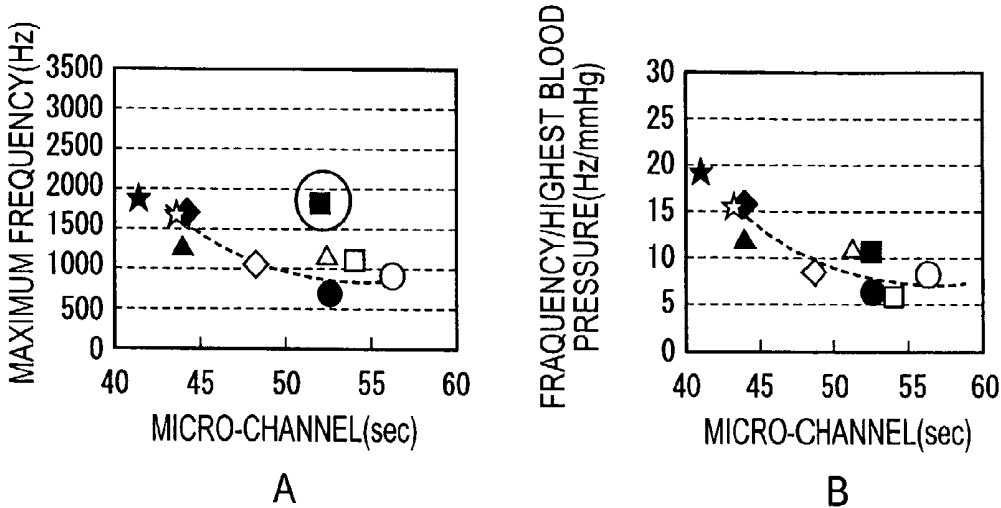 MAXIMUM FREQUENCY(Hz)
3500
3000
2500
2000
1500
1000
500
0
40 45 50 55 60
MICRO-CHANNEL(sec)
A
FRAQUENCY/HIGHEST BLOOD
PRESSURE(Hz/mmHg)
30
25
20
15
10
5
0
40 45 50 55 60
MICRO-CHANNEL(sec)
B